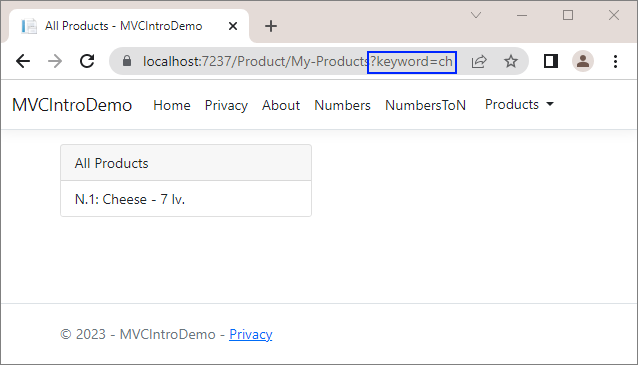 All Products - MVCIntroDemo
localhost:7237/Product/My-Products?keyword=ch
MVCIntroDemo Home Privacy About Numbers NumbersToN Products
All Products
N.1: Cheese - 7 lv.
© 2023 - MVCIntroDemo - Privacy